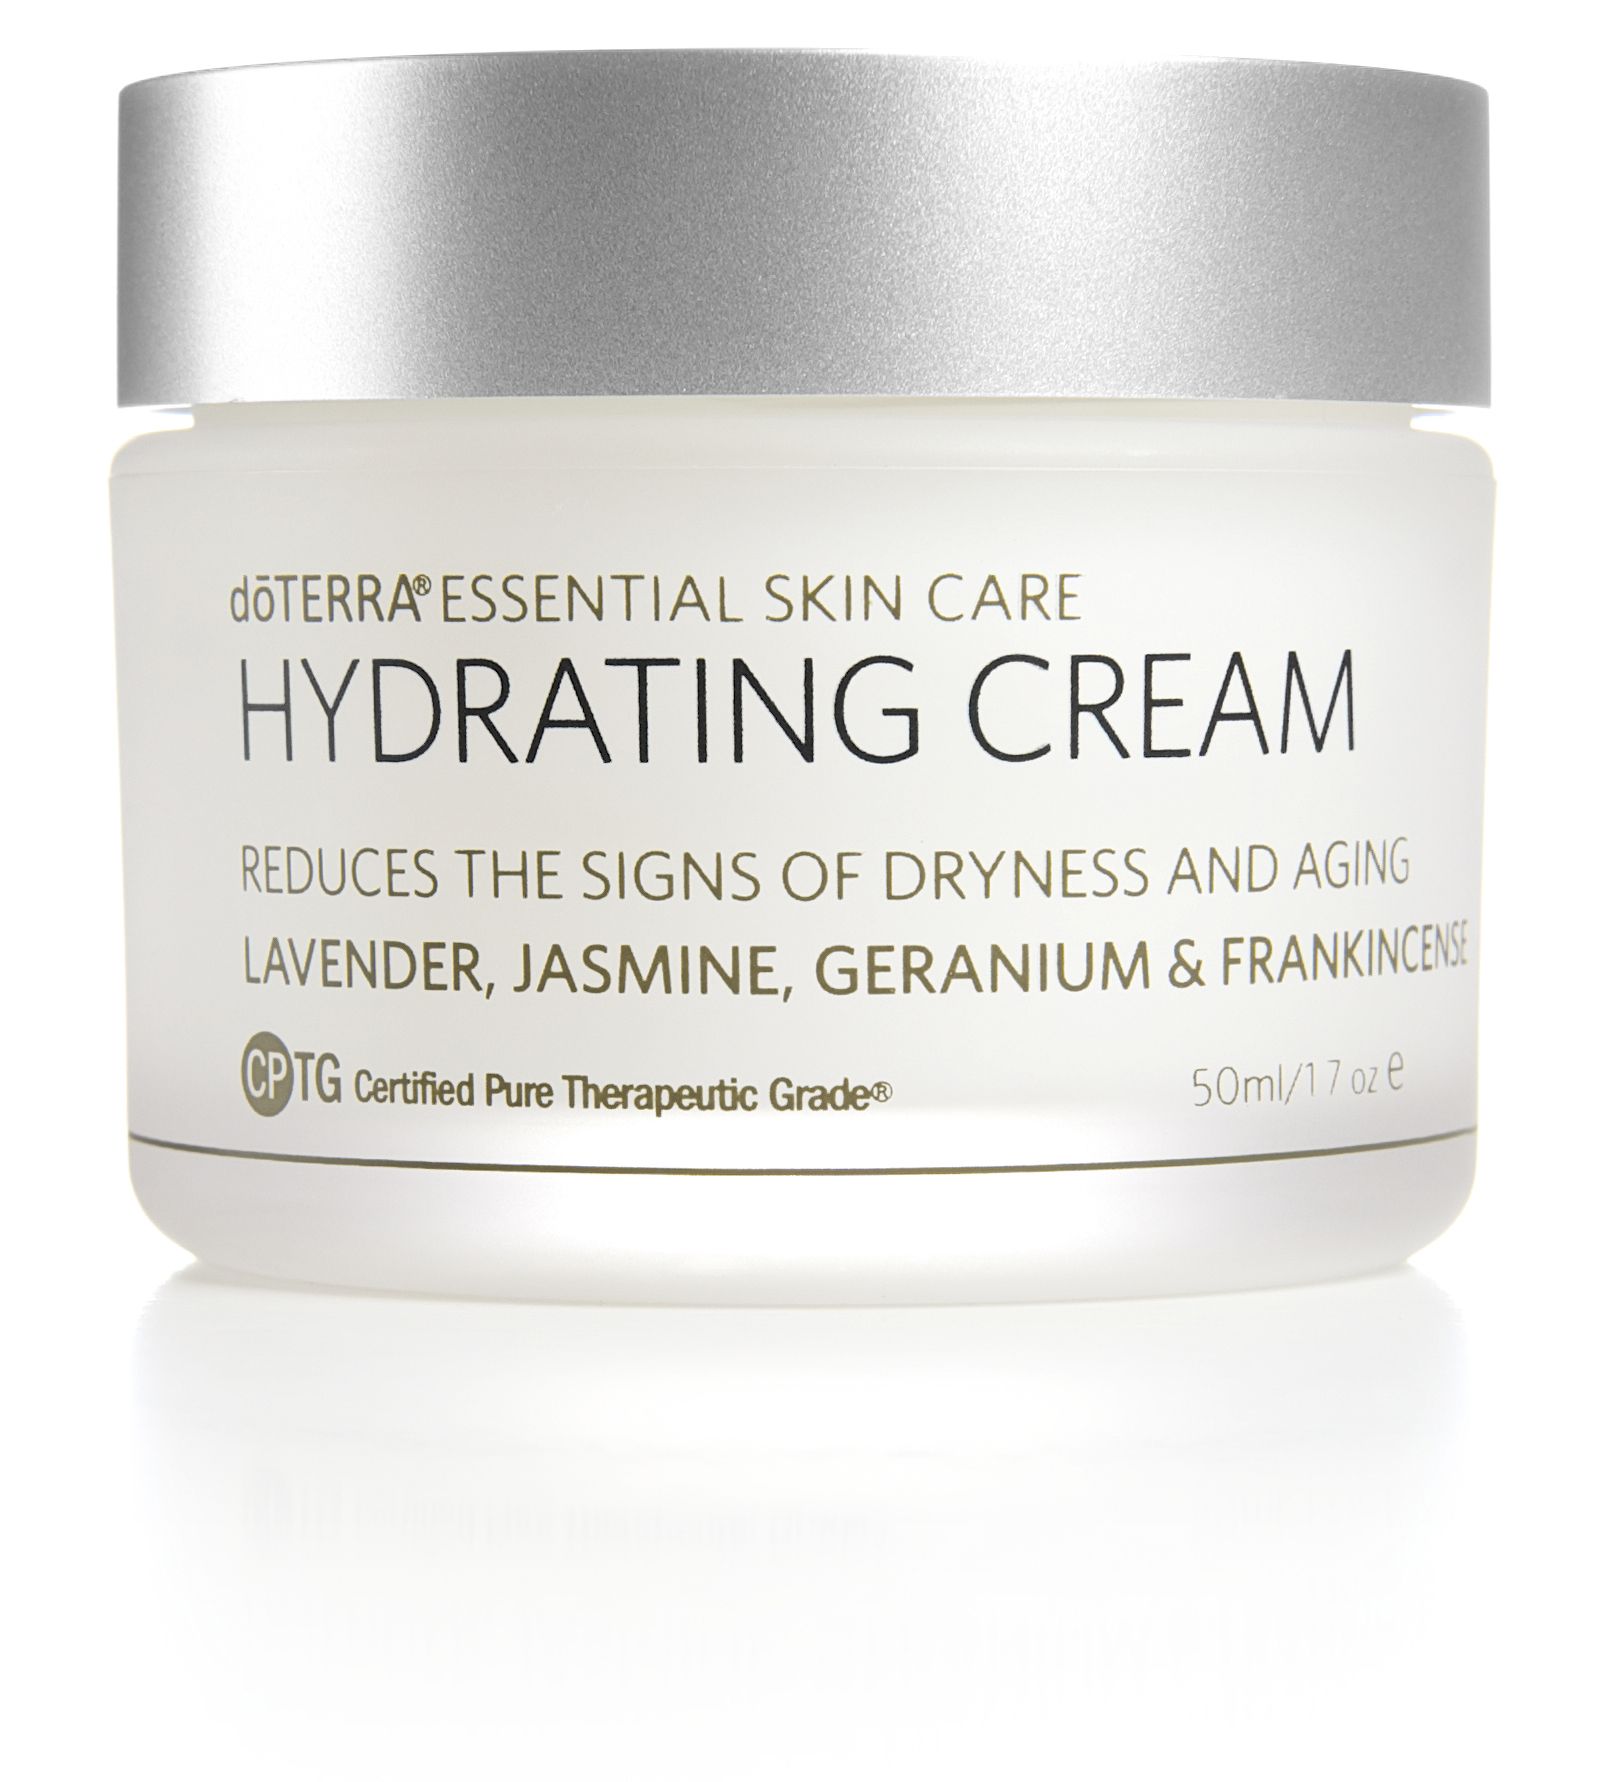 dōTERRA® ESSENTIAL SKIN CARE
HYDRATING CREAM
REDUCES THE SIGNS OF DRYNESS AND AGING
LAVENDER, JASMINE, GERANIUM & FRANKINCENSE
CPTG Certified Pure Therapeutic Grade®
50ml/1 7 oz e